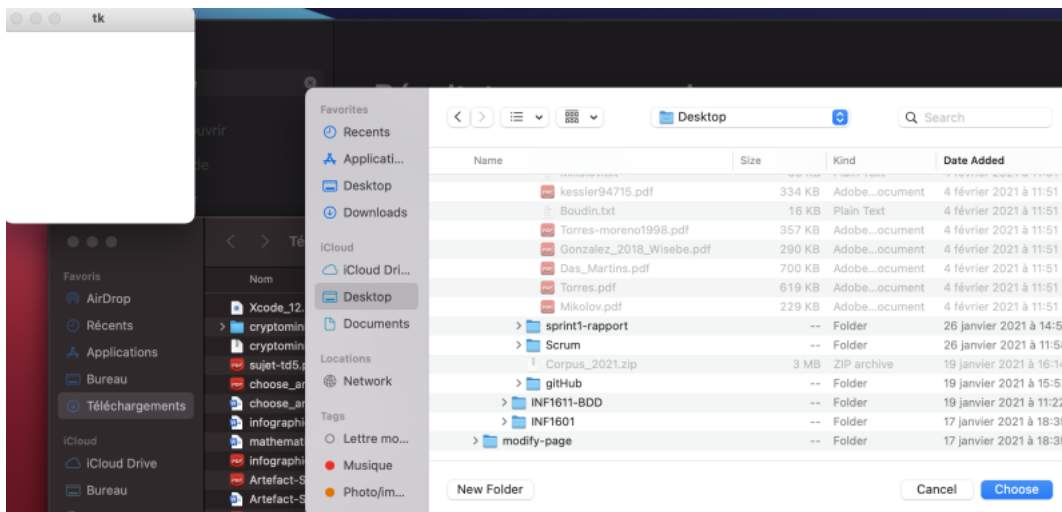 tk
ouvrir
Favoris
AirDrop
Récents
Applications
Bureau
Téléchargements
iCloud
iCloud Drive
Bureau
Nom
Xcode_12.
cryptomin
cryptomin
sujet-td5.p
choose_ar
choose_ar
infographi
mathemat
infographi
Artefact-S
Artefact-S
Favorites
Recents
Applicati...
Desktop
Downloads
iCloud
iCloud Dri...
Desktop
Documents
Locations
Network
Tags
Lettre mo...
Musique
Photo/im...
Desktop
Search
Name Size Kind Date Added
kessler94715.pdf 334 KB Adobe...ocument 4 février 2021 à 11:51
Boudin.txt 16 KB Plain Text 4 février 2021 à 11:51
Torres-moreno1998.pdf 357 KB Adobe...ocument 4 février 2021 à 11:51
Gonzalez_2018_Wisebe.pdf 290 KB Adobe...ocument 4 février 2021 à 11:51
Das_Martins.pdf 700 KB Adobe...ocument 4 février 2021 à 11:51
Torres.pdf 619 KB Adobe...ocument 4 février 2021 à 11:51
Mikolov.pdf 229 KB Adobe...ocument 4 février 2021 à 11:51
sprint1-rapport -- Folder 26 janvier 2021 à 14:5
Scrum -- Folder 26 janvier 2021 à 11:5
Corpus_2021.zip 3 MB ZIP archive 19 janvier 2021 à 16:14
gitHub -- Folder 19 janvier 2021 à 15:5
INF1611-BDD -- Folder 19 janvier 2021 à 11:22
INF1601 -- Folder 17 janvier 2021 à 18:3
modify-page -- Folder 17 janvier 2021 à 18:3
New Folder
Cancel
Choose